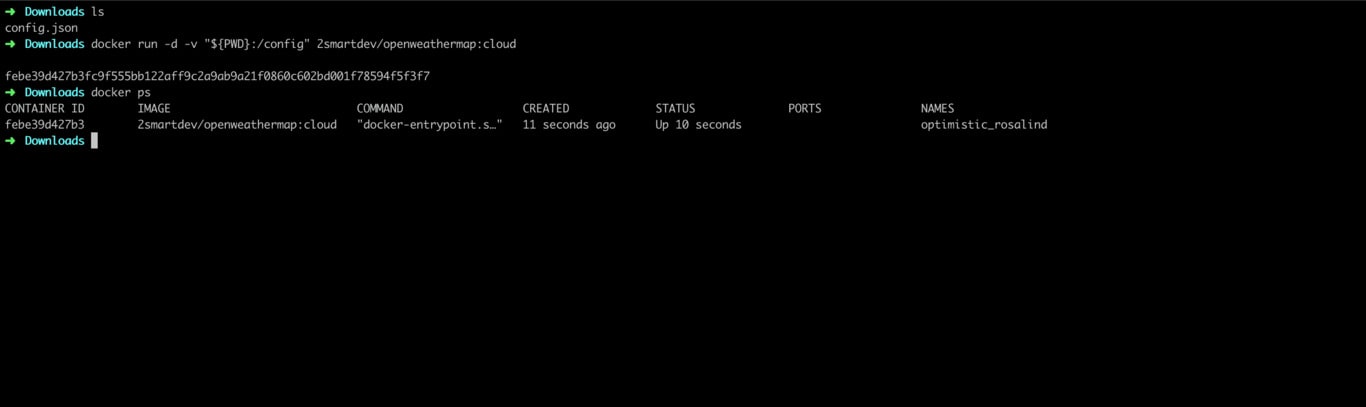 ➜ Downloads ls
config.json
➜ Downloads docker run -d -v "${PWD}:/config" 2smartdev/openweathermap:cloud
febe39d427b3fc9f555bb122aff9c2a9ab9a21f0860c602bd001f78594f5f3f7
➜ Downloads docker ps
CONTAINER ID IMAGE COMMAND CREATED STATUS PORTS NAMES
febe39d427b3 2smartdev/openweathermap:cloud "docker-entrypoint.s…" 11 seconds ago Up 10 seconds optimistic_rosalind
➜ Downloads